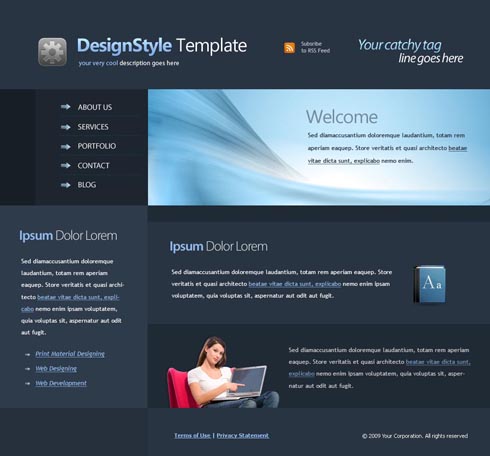 DesignStyle Template
your very cool description goes here
Subsribe
to RSS Feed
Your catchy tag
line goes here
ABOUT US
SERVICES
PORTFOLIO
CONTACT
BLOG
Welcome
Sed diamaccusantium doloremque laudantium, totam rem
aperiam eaquep. Store veritatis et quasi architecto beatae
vitae dicta sunt, explicabo nemo enim.
Ipsum Dolor Lorem
Sed diamaccusantium doloremque
laudantium, totam rem aperiam
eaquep. Store veritatis et quasi archi-
tecto beatae vitae dicta sunt, expli-
cabo nemo enim ipsam voluptatem,
quia voluptas sit, aspernatur aut odit
aut fugit.
Print Material Designing
Web Designing
Web Development
Ipsum Dolor Lorem
Sed diamaccusantium doloremque laudantium, totam rem aperiam eaquep. Store
veritatis et quasi architecto beatae vitae dicta sunt, explicabo nemo enim ipsam
voluptatem, quia voluptas sit, aspernatur aut odit aut fugit.
A a
Sed diamaccusantium doloremque laudantium, totam rem aperiam eaquep. Store
veritatis et quasi architecto beatae vitae dicta sunt,
explicabo nemo enim ipsam voluptatem, quia voluptas sit, asper-
natur aut odit aut fugit.
Terms of Use | Privacy Statement
© 2009 Your Corporation. All rights reserved